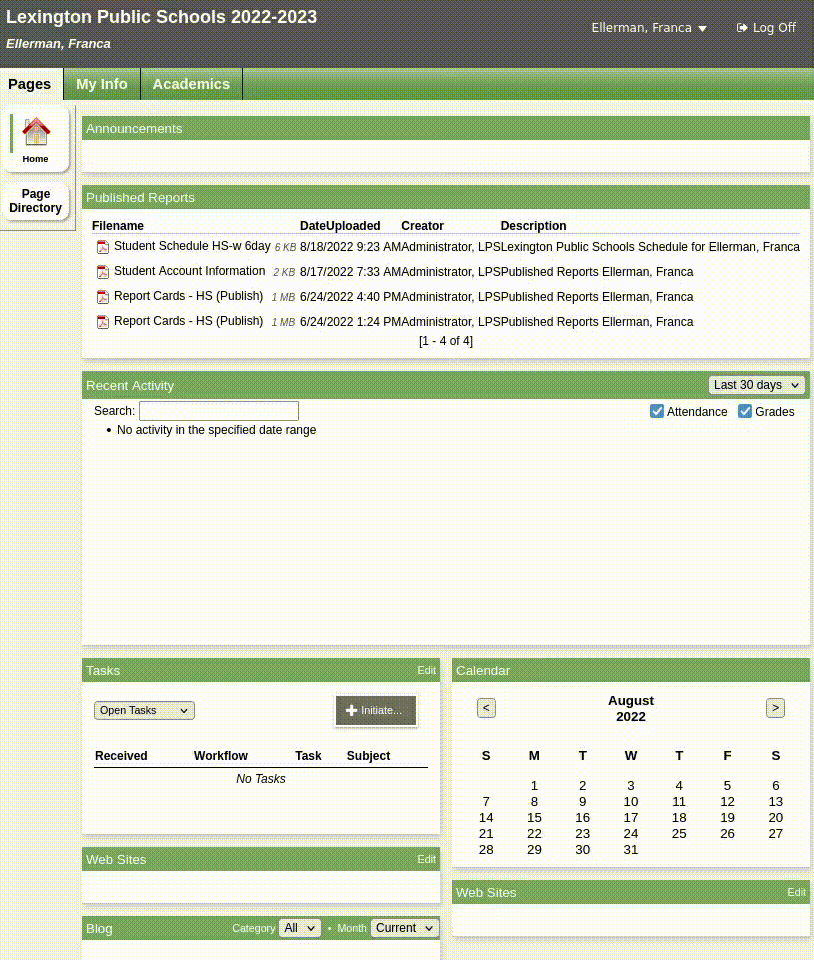 Lexington Public Schools 2022-2023
Ellerman, Franca
Ellerman, Franca
Log Off
Pages
My Info
Academics
Home
Page
Directory
Announcements
Published Reports
Filename DateUploaded Creator Description
Student Schedule HS-w 6day 6 KB 8/18/2022 9:23 AM Administrator, LPS Lexington Public Schools Schedule for Ellerman, Franca
Student Account Information 2 KB 8/17/2022 7:33 AM Administrator, LPS Published Reports Ellerman, Franca
Report Cards - HS (Publish) 1 MB 6/24/2022 4:40 PM Administrator, LPS Published Reports Ellerman, Franca
Report Cards - HS (Publish) 1 MB 6/24/2022 1:24 PM Administrator, LPS Published Reports Ellerman, Franca
[1 - 4 of 4]
Recent Activity Last 30 days
Search: Attendance Grades
• No activity in the specified date range
Tasks Edit
Open Tasks Initiate...
Received Workflow Task Subject
No Tasks
Web Sites Edit
Blog Category All • Month Current
Calendar
< August >
2022
S M T W T F S
1 2 3 4 5 6
7 8 9 10 11 12 13
14 15 16 17 18 19 20
21 22 23 24 25 26 27
28 29 30 31
Web Sites Edit